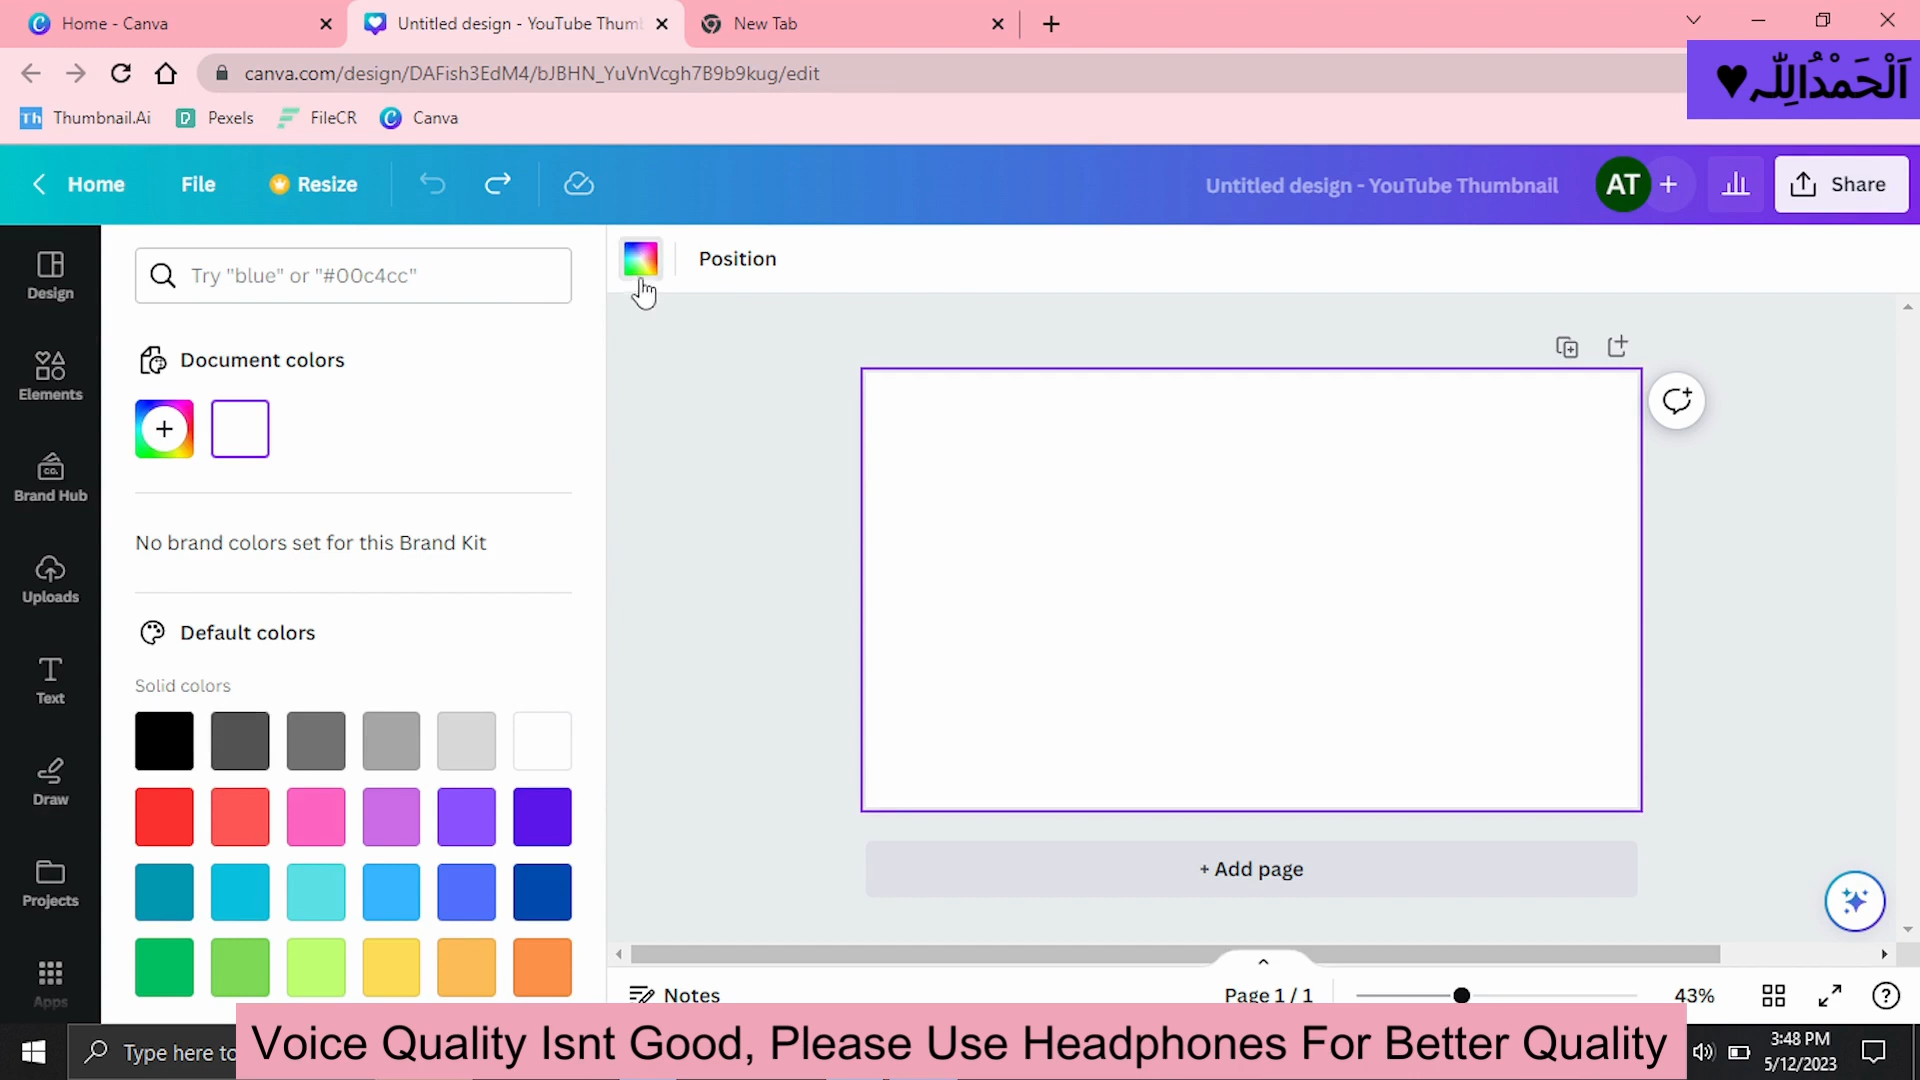 Home - Canva
Untitled design - YouTube Thum
New Tab
canva.com/design/DAFish3EdM4/bJBHN_YuVnVcgh7B9b9kug/edit
اَلْحَمْدُاللّٰه♥
Th Thumbnail.Ai
Pexels
FileCR
Canva
Home
File
Resize
Untitled design - YouTube Thumbnail
AT
Share
Design
Elements
CO.
Brand Hub
Uploads
Text
Draw
Projects
Apps
Try "blue" or "#00c4cc"
Document colors
No brand colors set for this Brand Kit
Default colors
Solid colors
Position
+ Add page
Notes
Page 1 / 1
43%
Type here to
Voice Quality Isnt Good, Please Use Headphones For Better Quality
3:48 PM
5/12/2023